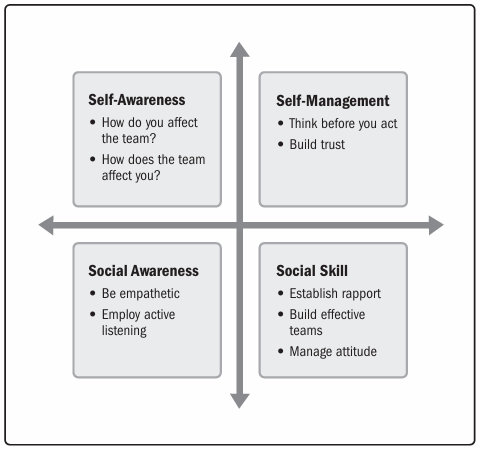 Self-Awareness
• How do you affect
the team?
• How does the team
affect you?
Self-Management
• Think before you act
• Build trust
Social Awareness
• Be empathetic
• Employ active
listening
Social Skill
• Establish rapport
• Build effective
teams
• Manage attitude